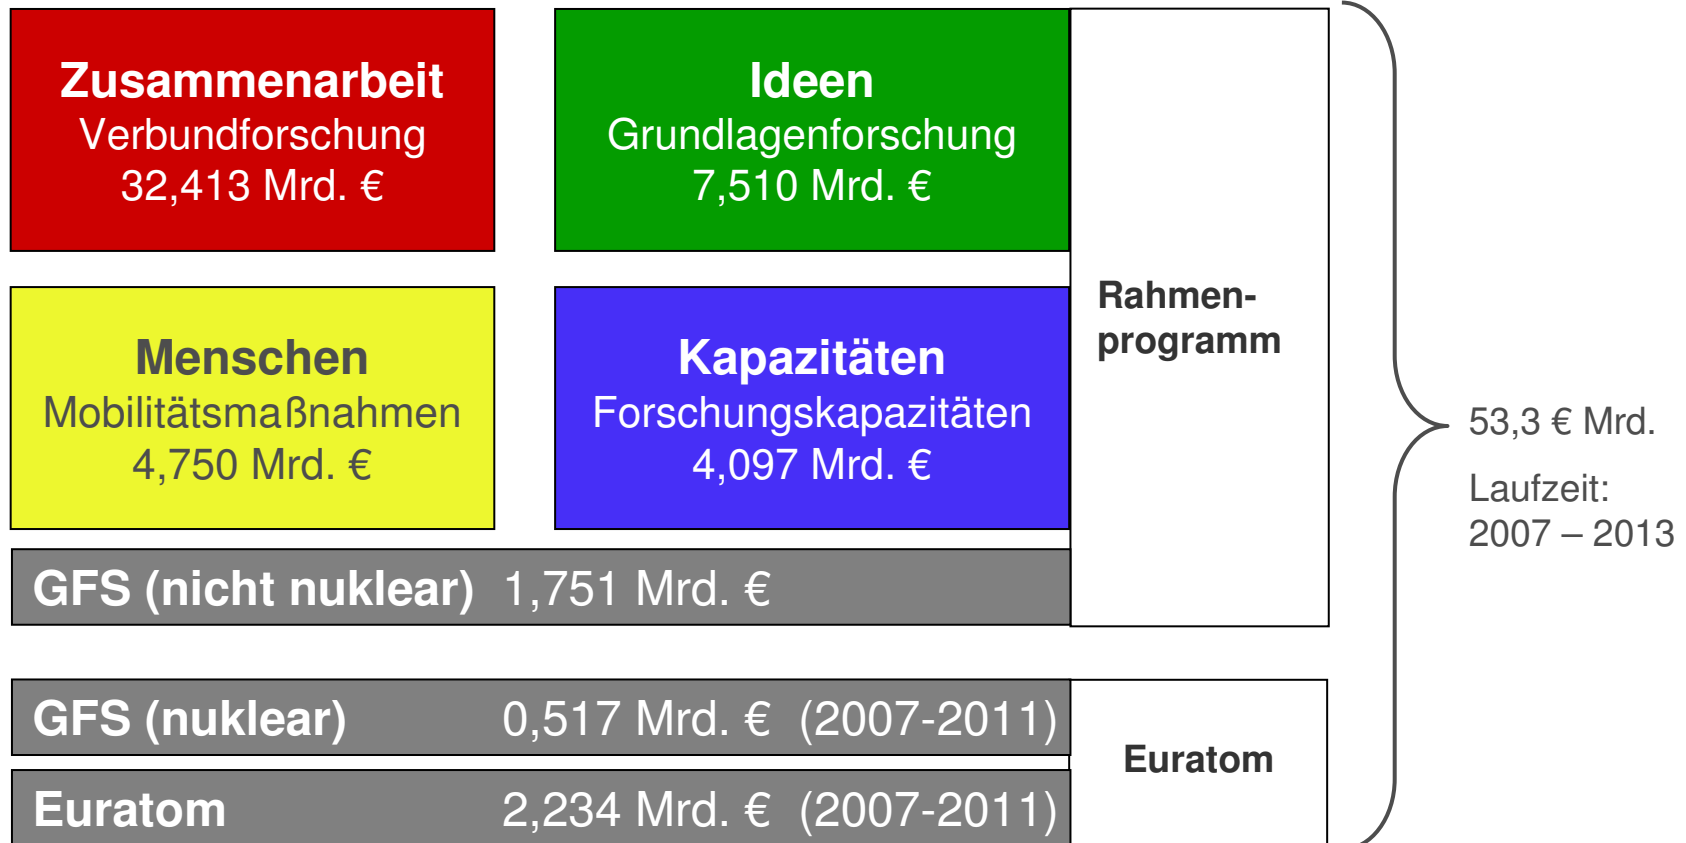 Zusammenarbeit
Verbundforschung
32,413 Mrd. €
Ideen
Grundlagenforschung
7,510 Mrd. €
Menschen
Mobilitätsmaßnahmen
4,750 Mrd. €
Kapazitäten
Forschungskapazitäten
4,097 Mrd. €
GFS (nicht nuklear) 1,751 Mrd. €
Rahmen-
programm
GFS (nuklear) 0,517 Mrd. € (2007-2011)
Euratom 2,234 Mrd. € (2007-2011)
Euratom
53,3 € Mrd.
Laufzeit:
2007 – 2013